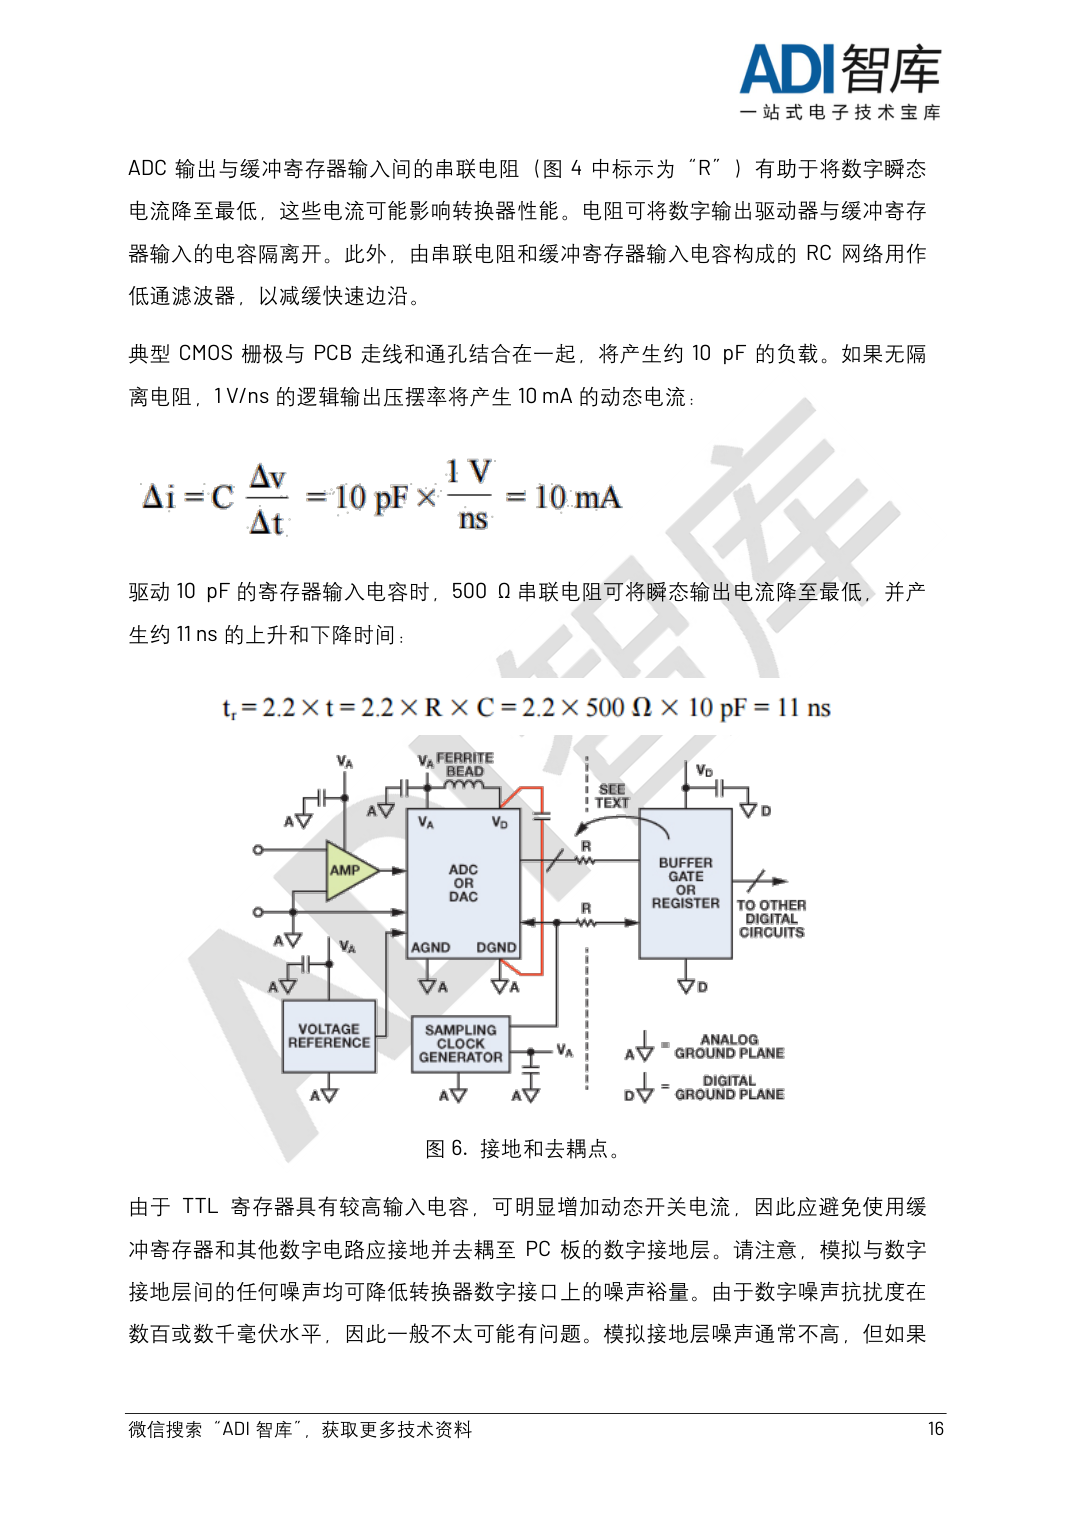 ADI智库
一站式电子技术宝库
ADC 输出与缓冲寄存器输入间的串联电阻（图 4 中标示为“R”）有助于将数字瞬态
电流降至最低，这些电流可能影响转换器性能。电阻可将数字输出驱动器与缓冲寄存
器输入的电容隔离开。此外，由串联电阻和缓冲寄存器输入电容构成的 RC 网络用作
低通滤波器，以减缓快速边沿。
典型 CMOS 栅极与 PCB 走线和通孔结合在一起，将产生约 10 pF 的负载。如果无隔
离电阻，1 V/ns 的逻辑输出压摆率将产生 10 mA 的动态电流：
Δi = C Δv/Δt = 10 pF × 1 V/ns = 10 mA
驱动 10 pF 的寄存器输入电容时，500 Ω 串联电阻可将瞬态输出电流降至最低，并产
生约 11 ns 的上升和下降时间：
tr = 2.2 × t = 2.2 × R × C = 2.2 × 500 Ω × 10 pF = 11 ns
VA
VA FERRITE
BEAD
VD
SEE
TEXT
A
A
D
VA
VD
R
AMP
ADC
OR
DAC
BUFFER
GATE
OR
REGISTER
R
TO OTHER
DIGITAL
CIRCUITS
A
VA
AGND
DGND
A
A
A
D
VOLTAGE
REFERENCE
SAMPLING
CLOCK
GENERATOR
VA
A = ANALOG
GROUND PLANE
A
A
A
D = DIGITAL
GROUND PLANE
图 6. 接地和去耦点。
由于 TTL 寄存器具有较高输入电容，可明显增加动态开关电流，因此应避免使用缓
冲寄存器和其他数字电路应接地并去耦至 PC 板的数字接地层。请注意，模拟与数字
接地层间的任何噪声均可降低转换器数字接口上的噪声裕量。由于数字噪声抗扰度在
数百或数千毫伏水平，因此一般不太可能有问题。模拟接地层噪声通常不高，但如果
微信搜索“ADI 智库”，获取更多技术资料
16
ADI智库